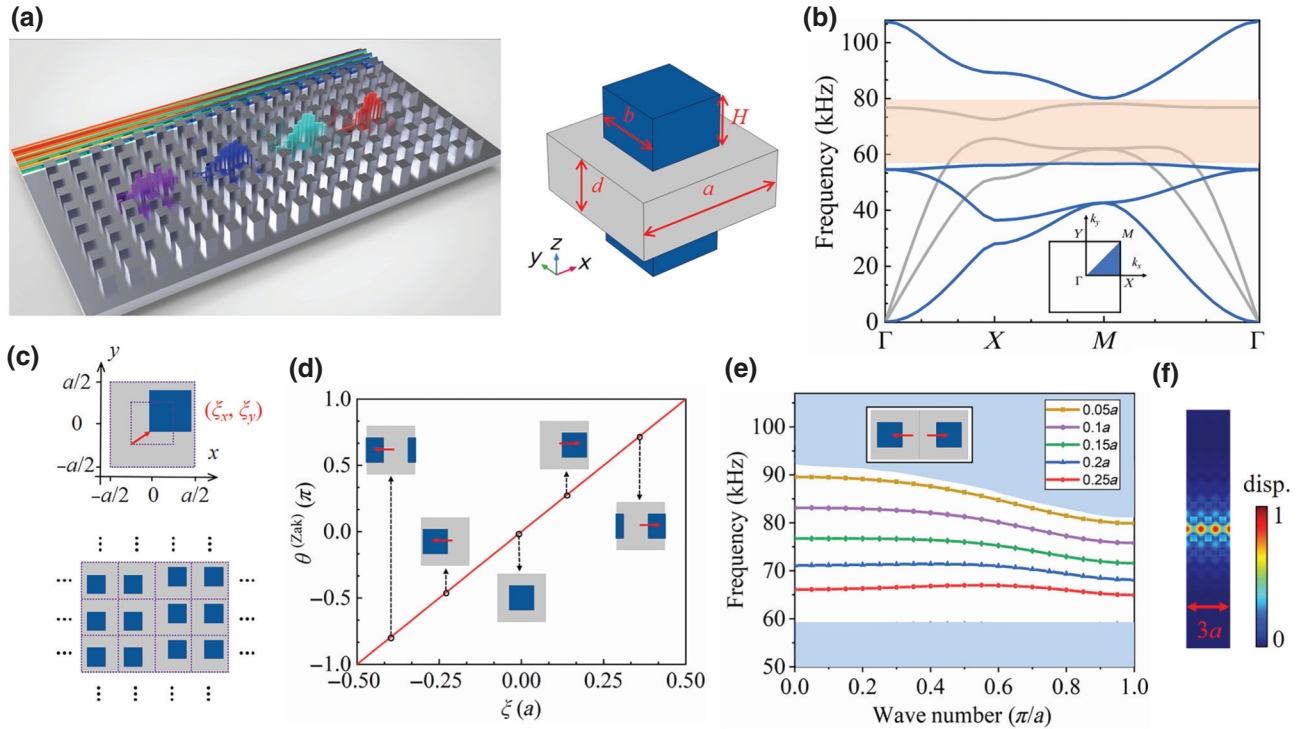 (a)
b
H
d
a
z
y
x
(b)
Frequency (kHz)
100
80
60
40
20
0
Γ
X
M
Γ
k_y
Y
M
k_x
Γ
X
(c)
y
a/2
0
−a/2
(ξ_x, ξ_y)
x
−a/2
0
a/2
(d)
θ^(Zak) (π)
1.0
0.5
0.0
−0.5
−1.0
−0.50
−0.25
0.00
0.25
0.50
ξ (a)
(e)
Frequency (kHz)
100
90
80
70
60
50
0.05a
0.1a
0.15a
0.2a
0.25a
0.0
0.2
0.4
0.6
0.8
1.0
Wave number (π/a)
(f)
3a
disp.
1
0